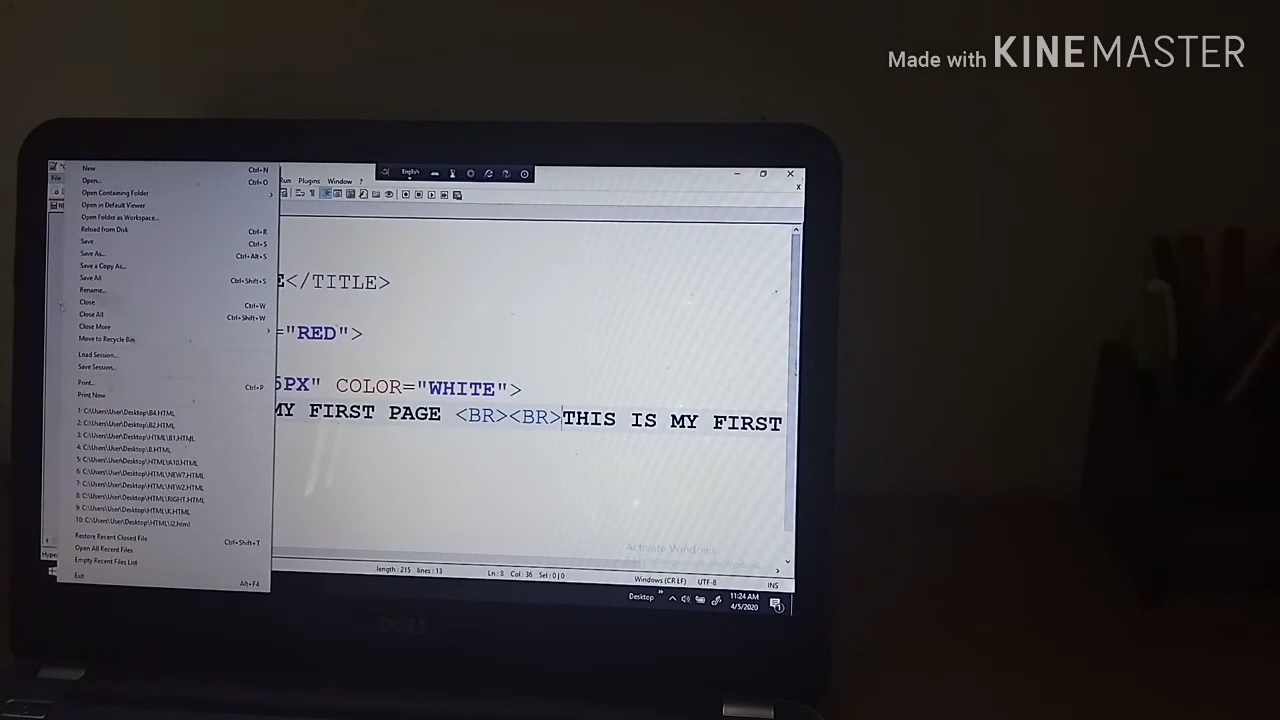 Made with KINEMASTER
New Ctrl+N
Open... Ctrl+O
Open Containing Folder
Open in Default Viewer
Open Folder as Workspace...
Reload from Disk Ctrl+R
Save Ctrl+S
Save As... Ctrl+Alt+S
Save a Copy As...
Save All Ctrl+Shift+S
Rename...
Close Ctrl+W
Close All Ctrl+Shift+W
Close More
Move to Recycle Bin
Load Session...
Save Session...
Print... Ctrl+P
Print Now
1: C:\Users\User\Desktop\B4.HTML
2: C:\Users\User\Desktop\B2.HTML
3: C:\Users\User\Desktop\HTML\B1.HTML
4: C:\Users\User\Desktop\B.HTML
5: C:\Users\User\Desktop\HTML\A10.HTML
6: C:\Users\User\Desktop\HTML\NEW7.HTML
7: C:\Users\User\Desktop\HTML\NEW2.HTML
8: C:\Users\User\Desktop\HTML\RIGHT.HTML
9: C:\Users\User\Desktop\HTML\K.HTML
10: C:\Users\User\Desktop\HTML\I2.html
Restore Recent Closed File Ctrl+Shift+T
Open All Recent Files
Empty Recent Files List
Exit Alt+F4
File
Run Plugins Window ?
English
E</TITLE>
="RED">
5PX" COLOR="WHITE">
MY FIRST PAGE <BR><BR>THIS IS MY FIRST
Activate Windows
Hyper
length : 215 lines : 13 Ln : 8 Col : 36 Sel : 0 | 0 Windows (CR LF) UTF-8 INS
Desktop 11:24 AM
4/5/2020
DELL